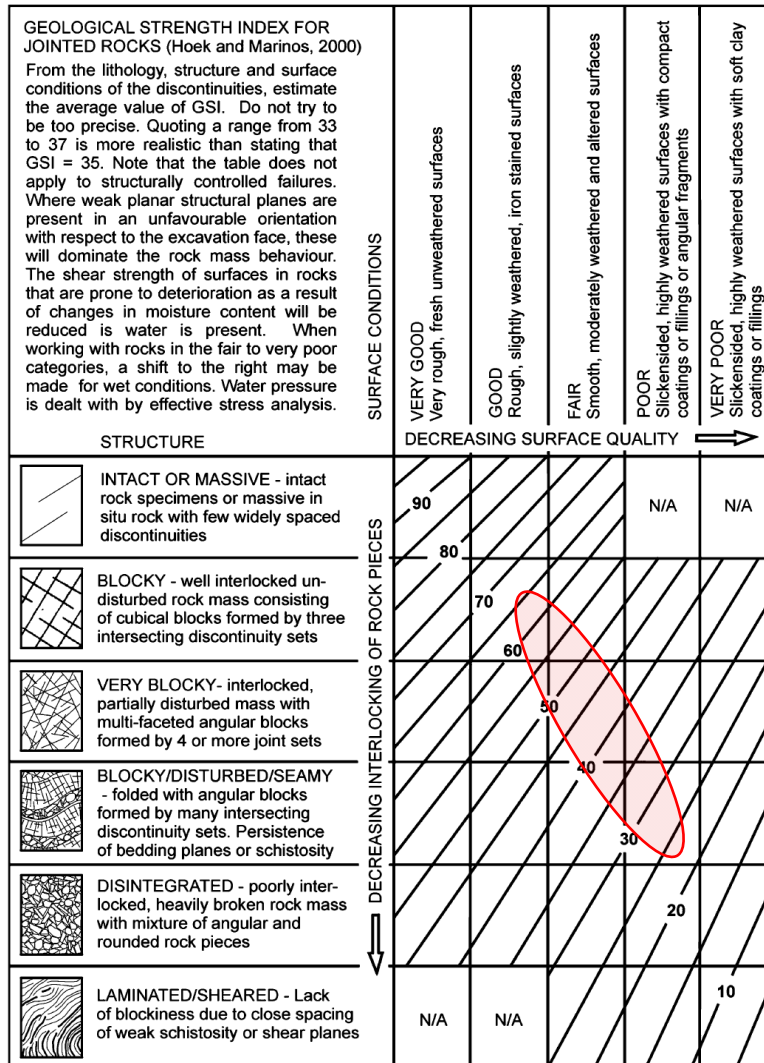 GEOLOGICAL STRENGTH INDEX FOR
JOINTED ROCKS (Hoek and Marinos, 2000)
From the lithology, structure and surface
conditions of the discontinuities, estimate
the average value of GSI. Do not try to
be too precise. Quoting a range from 33
to 37 is more realistic than stating that
GSI = 35. Note that the table does not
apply to structurally controlled failures.
Where weak planar structural planes are
present in an unfavourable orientation
with respect to the excavation face, these
will dominate the rock mass behaviour.
The shear strength of surfaces in rocks
that are prone to deterioration as a result
of changes in moisture content will be
reduced is water is present. When
working with rocks in the fair to very poor
categories, a shift to the right may be
made for wet conditions. Water pressure
is dealt with by effective stress analysis.
STRUCTURE
SURFACE CONDITIONS
VERY GOOD
Very rough, fresh unweathered surfaces
GOOD
Rough, slightly weathered, iron stained surfaces
FAIR
Smooth, moderately weathered and altered surfaces
POOR
Slickensided, highly weathered surfaces with compact
coatings or fillings or angular fragments
VERY POOR
Slickensided, highly weathered surfaces with soft clay
coatings or fillings
DECREASING SURFACE QUALITY
INTACT OR MASSIVE - intact
rock specimens or massive in
situ rock with few widely spaced
discontinuities
BLOCKY - well interlocked un-
disturbed rock mass consisting
of cubical blocks formed by three
intersecting discontinuity sets
VERY BLOCKY- interlocked,
partially disturbed mass with
multi-faceted angular blocks
formed by 4 or more joint sets
BLOCKY/DISTURBED/SEAMY
- folded with angular blocks
formed by many intersecting
discontinuity sets. Persistence
of bedding planes or schistosity
DISINTEGRATED - poorly inter-
locked, heavily broken rock mass
with mixture of angular and
rounded rock pieces
LAMINATED/SHEARED - Lack
of blockiness due to close spacing
of weak schistosity or shear planes
DECREASING INTERLOCKING OF ROCK PIECES
90
N/A
N/A
80
70
60
50
40
30
20
10
N/A
N/A